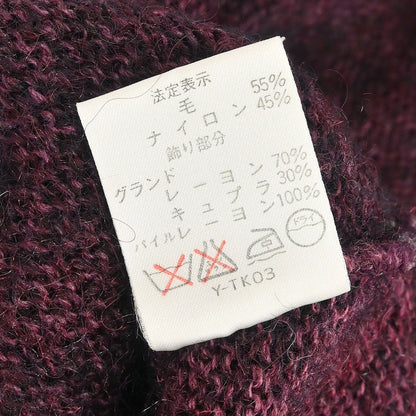 法定表示
毛 55%
ナイロン 45%
飾り部分
グランド
レーヨン 70%
キュプラ 30%
パイルレーヨン 100%
ドライ
Y-TK03